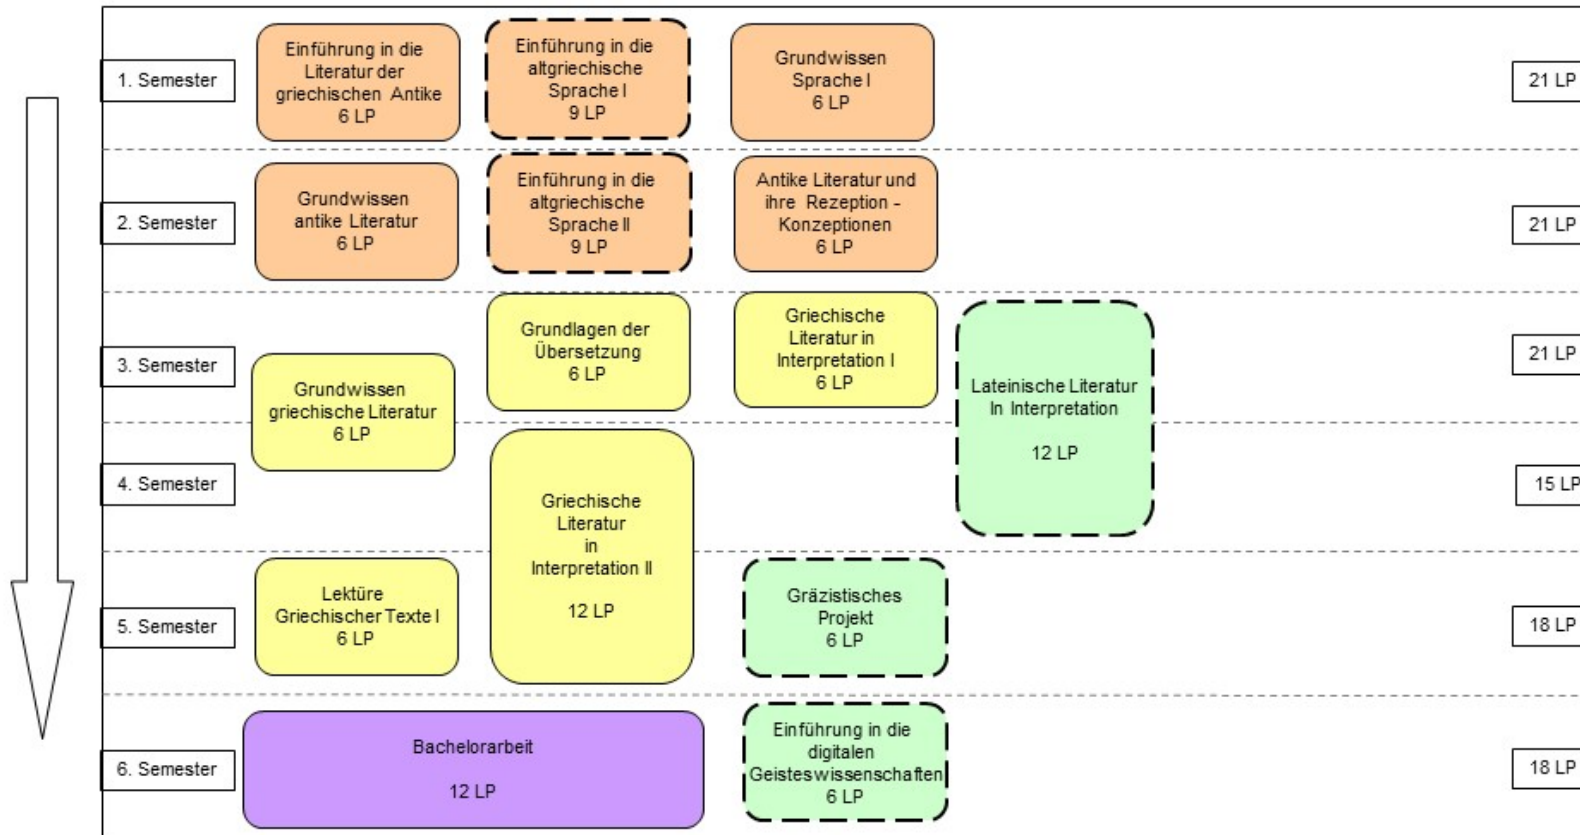 1. Semester
Einführung in die
Literatur der
griechischen Antike
6 LP
Einführung in die
altgriechische
Sprache I
9 LP
Grundwissen
Sprache I
6 LP
21 LP
2. Semester
Grundwissen
antike Literatur
6 LP
Einführung in die
altgriechische
Sprache II
9 LP
Antike Literatur und
ihre Rezeption –
Konzeptionen
6 LP
21 LP
3. Semester
Grundwissen
griechische Literatur
6 LP
Grundlagen der
Übersetzung
6 LP
Griechische
Literatur in
Interpretation I
6 LP
Lateinische Literatur
In Interpretation
12 LP
21 LP
4. Semester
Griechische
Literatur
in
Interpretation II
12 LP
15 LP
5. Semester
Lektüre
Griechischer Texte I
6 LP
Gräzistisches
Projekt
6 LP
18 LP
6. Semester
Bachelorarbeit
12 LP
Einführung in die
digitalen
Geisteswissenschaften
6 LP
18 LP